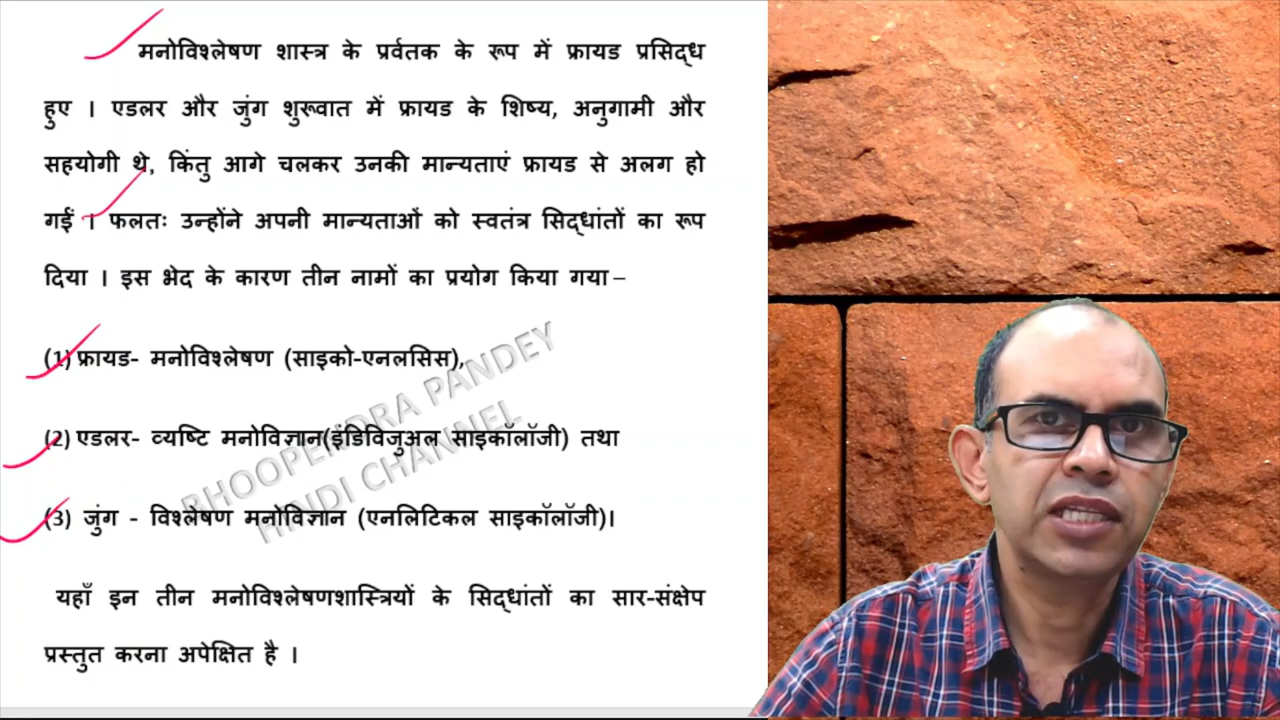 मनोविश्लेषण शास्त्र के प्रर्वतक के रूप में फ्रायड प्रसिद्ध
हुए । एडलर और जुंग शुरूवात में फ्रायड के शिष्य, अनुगामी और
सहयोगी थे, किंतु आगे चलकर उनकी मान्यताएं फ्रायड से अलग हो
गईं । फलतः उन्होंने अपनी मान्यताओं को स्वतंत्र सिद्धांतों का रूप
दिया । इस भेद के कारण तीन नामों का प्रयोग किया गया –
(1) फ्रायड- मनोविश्लेषण (साइको-एनलसिस),
(2) एडलर- व्यष्टि मनोविज्ञान(इंडिविजुअल साइकॉलॉजी) तथा
(3) जुंग - विश्लेषण मनोविज्ञान (एनलिटिकल साइकॉलॉजी)।
यहाँ इन तीन मनोविश्लेषणशास्त्रियों के सिद्धांतों का सार-संक्षेप
प्रस्तुत करना अपेक्षित है ।
BHOOPENDRA PANDEY
HINDI CHANNEL